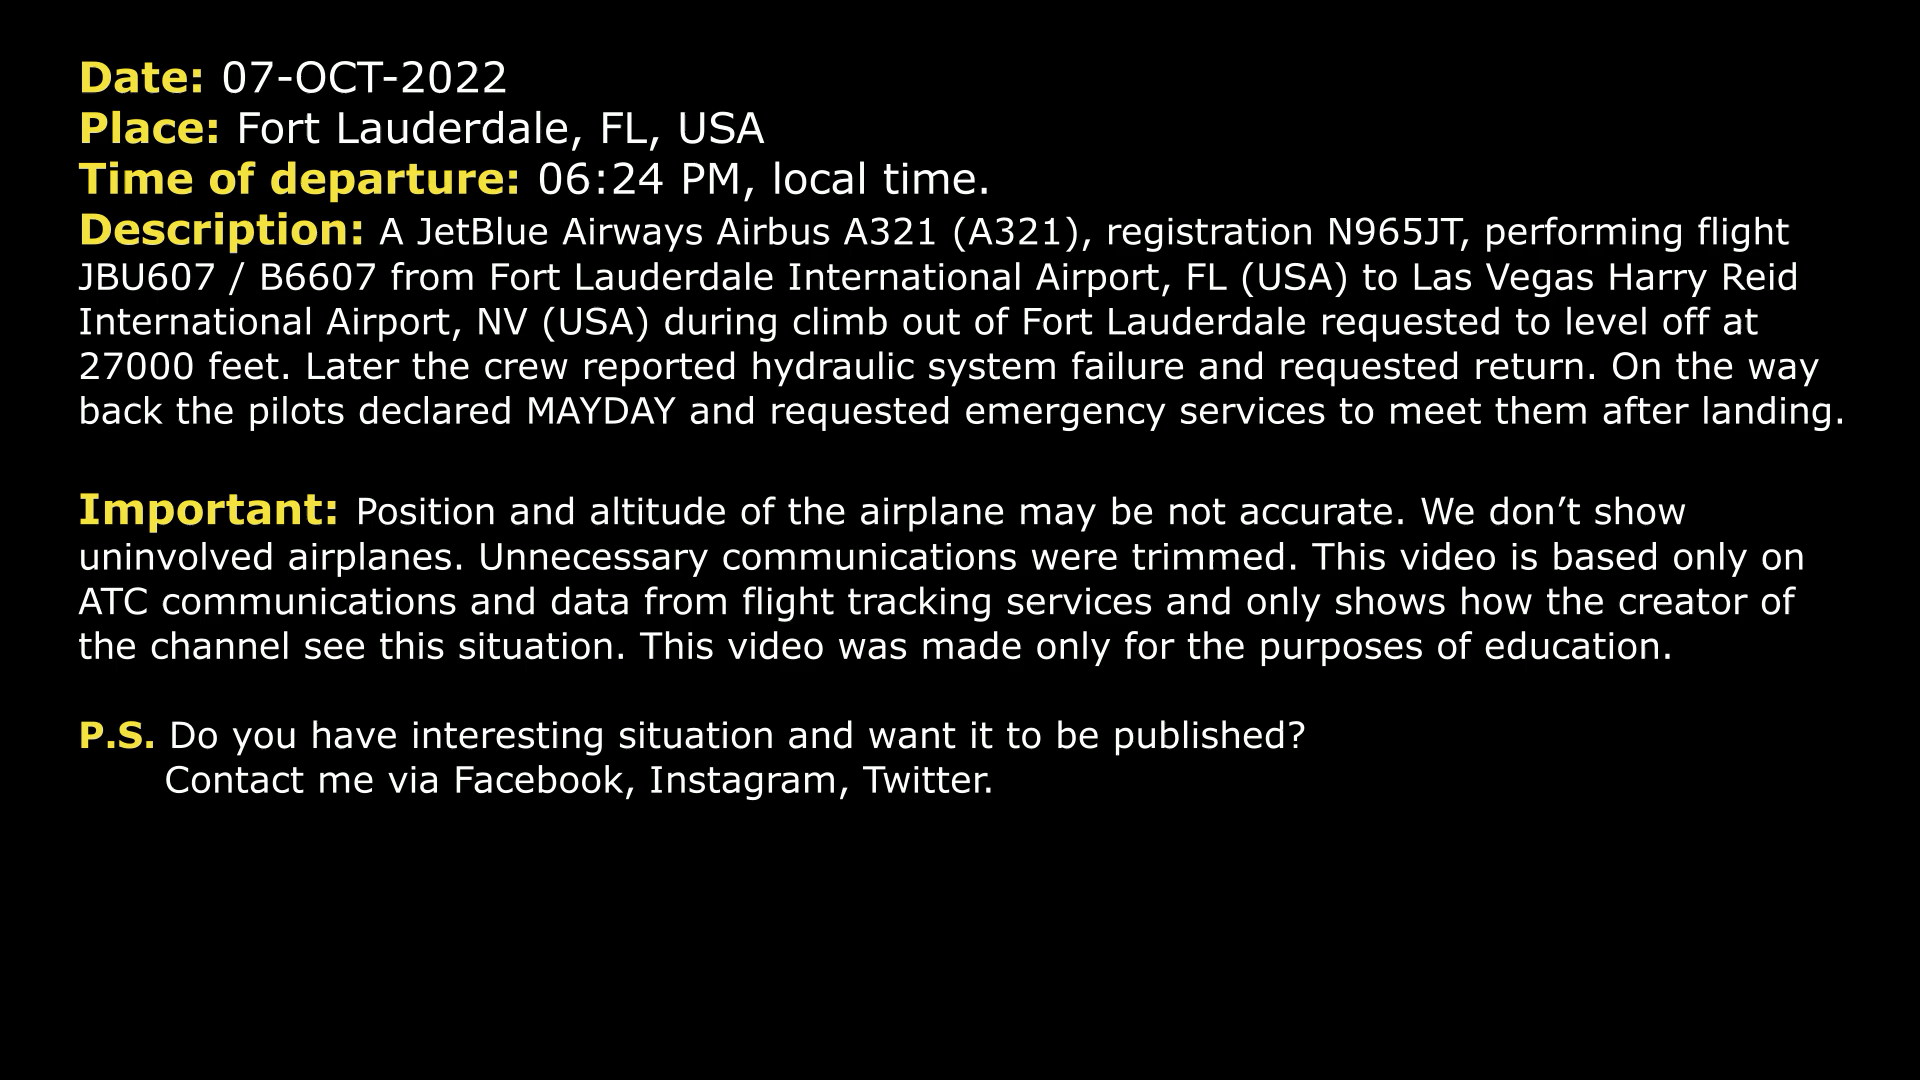 Date: 07-OCT-2022
Place: Fort Lauderdale, FL, USA
Time of departure: 06:24 PM, local time.
Description: A JetBlue Airways Airbus A321 (A321), registration N965JT, performing flight
JBU607 / B6607 from Fort Lauderdale International Airport, FL (USA) to Las Vegas Harry Reid
International Airport, NV (USA) during climb out of Fort Lauderdale requested to level off at
27000 feet. Later the crew reported hydraulic system failure and requested return. On the way
back the pilots declared MAYDAY and requested emergency services to meet them after landing.
Important: Position and altitude of the airplane may be not accurate. We don’t show
uninvolved airplanes. Unnecessary communications were trimmed. This video is based only on
ATC communications and data from flight tracking services and only shows how the creator of
the channel see this situation. This video was made only for the purposes of education.
P.S. Do you have interesting situation and want it to be published?
Contact me via Facebook, Instagram, Twitter.